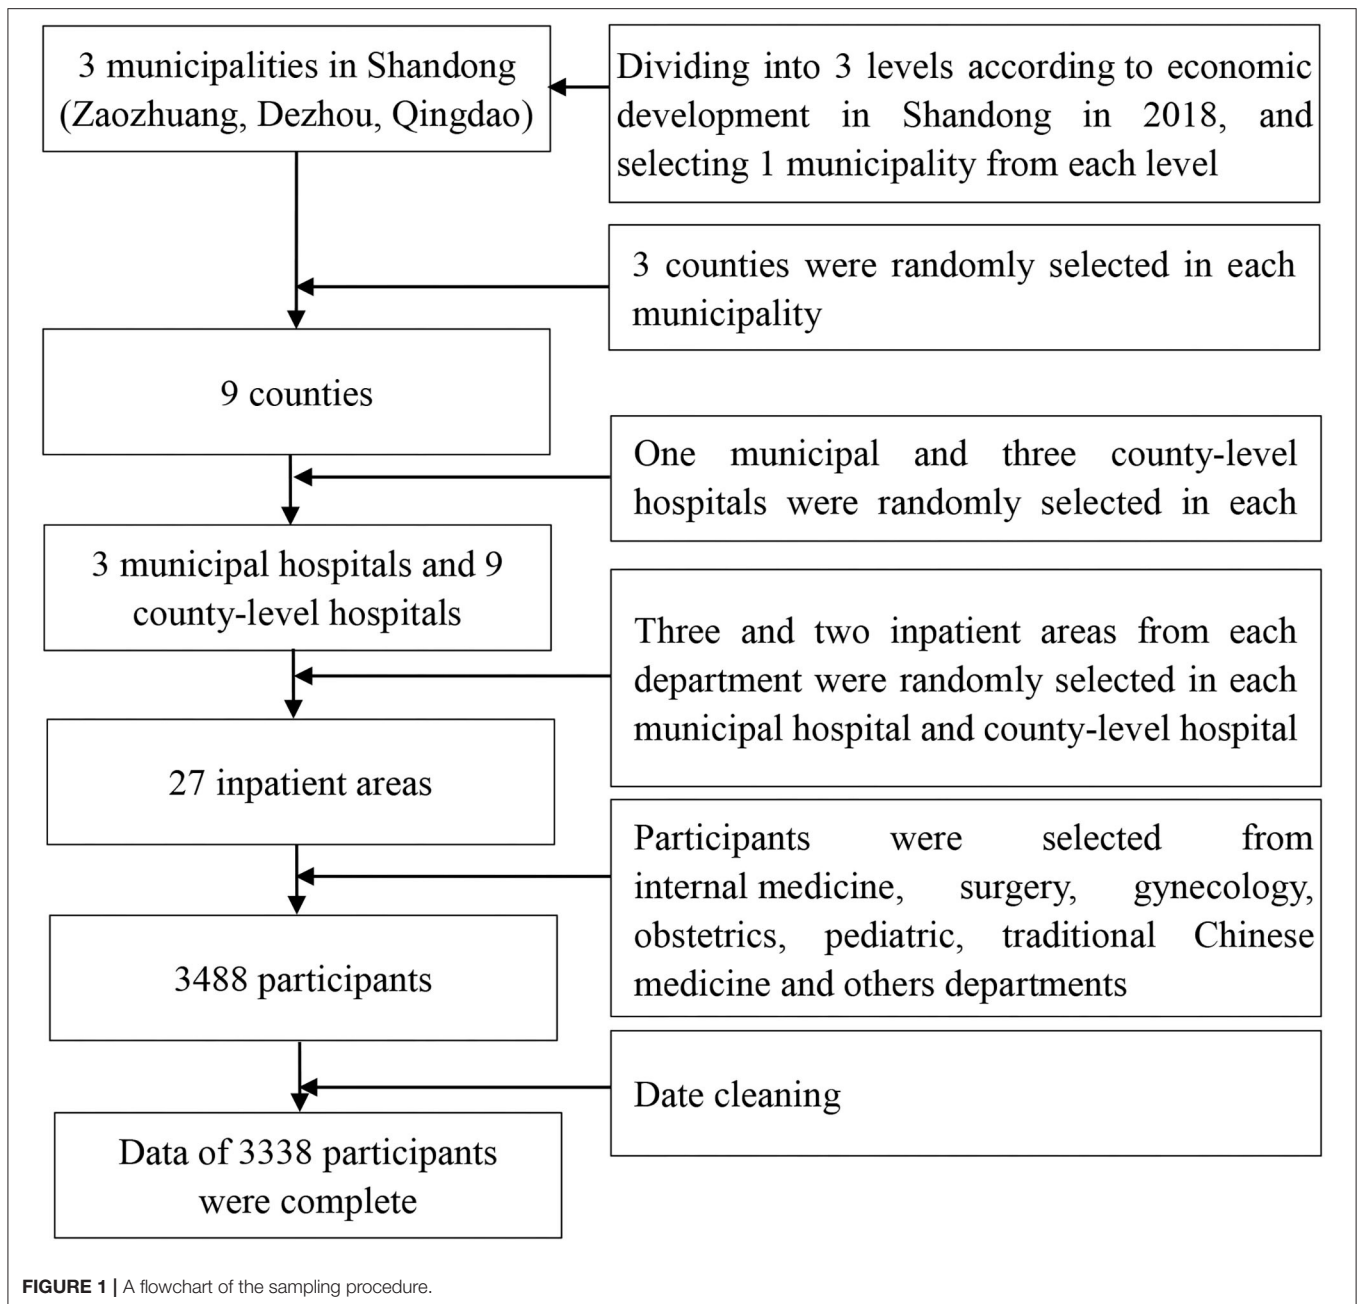 3 municipalities in Shandong
(Zaozhuang, Dezhou, Qingdao)
Dividing into 3 levels according to economic
development in Shandong in 2018, and
selecting 1 municipality from each level
3 counties were randomly selected in each
municipality
9 counties
One municipal and three county-level
hospitals were randomly selected in each
3 municipal hospitals and 9
county-level hospitals
Three and two inpatient areas from each
department were randomly selected in each
municipal hospital and county-level hospital
27 inpatient areas
Participants were selected from
internal medicine, surgery, gynecology,
obstetrics, pediatric, traditional Chinese
medicine and others departments
3488 participants
Date cleaning
Data of 3338 participants
were complete
FIGURE 1 | A flowchart of the sampling procedure.